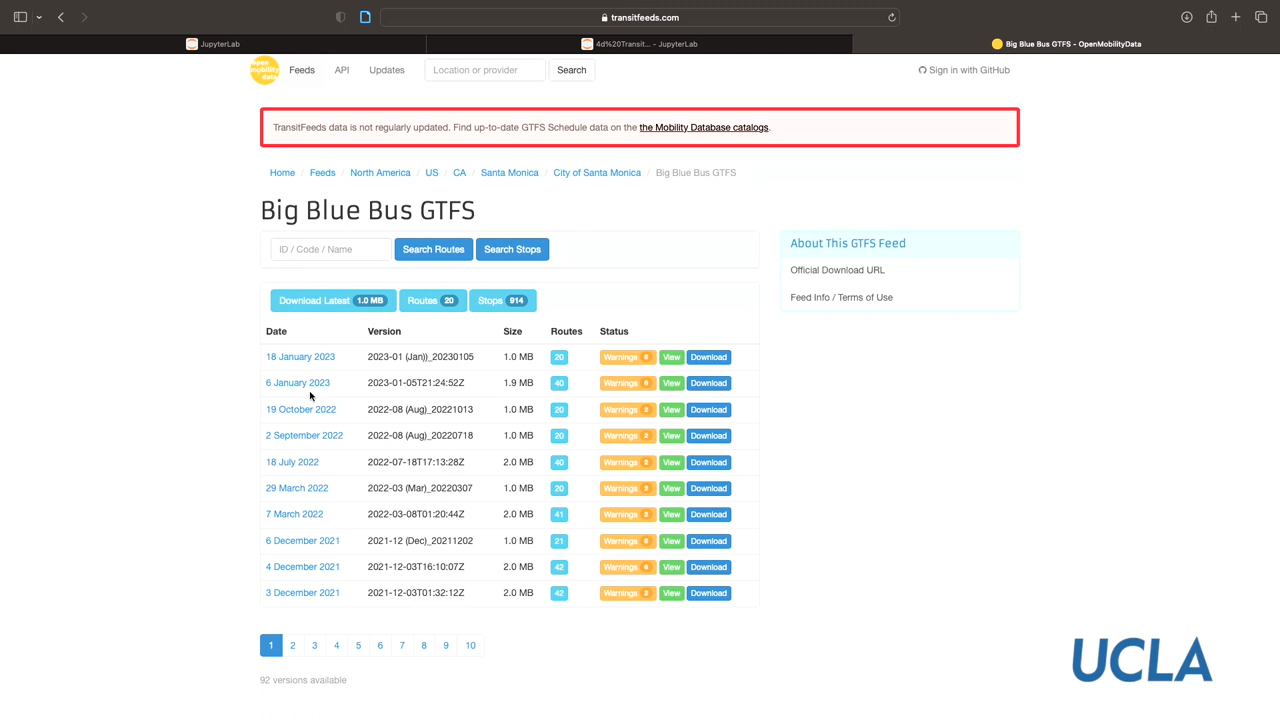 transitfeeds.com
JupyterLab
4d%20Transit... - JupyterLab
Big Blue Bus GTFS - OpenMobilityData
open mobility data
Feeds
API
Updates
Location or provider
Search
Sign in with GitHub
TransitFeeds data is not regularly updated. Find up-to-date GTFS Schedule data on the the Mobility Database catalogs.
Home / Feeds / North America / US / CA / Santa Monica / City of Santa Monica / Big Blue Bus GTFS
Big Blue Bus GTFS
ID / Code / Name
Search Routes
Search Stops
About This GTFS Feed
Official Download URL
Feed Info / Terms of Use
Download Latest 1.0 MB
Routes 20
Stops 914
Date Version Size Routes Status
18 January 2023 2023-01 (Jan))_20230105 1.0 MB 20 Warnings View Download
6 January 2023 2023-01-05T21:24:52Z 1.9 MB 40 Warnings View Download
19 October 2022 2022-08 (Aug)_20221013 1.0 MB 20 Warnings View Download
2 September 2022 2022-08 (Aug)_20220718 1.0 MB 20 Warnings View Download
18 July 2022 2022-07-18T17:13:28Z 2.0 MB 40 Warnings View Download
29 March 2022 2022-03 (Mar)_20220307 1.0 MB 20 Warnings View Download
7 March 2022 2022-03-08T01:20:44Z 2.0 MB 41 Warnings View Download
6 December 2021 2021-12 (Dec)_20211202 1.0 MB 21 Warnings View Download
4 December 2021 2021-12-03T16:10:07Z 2.0 MB 42 Warnings View Download
3 December 2021 2021-12-03T01:32:12Z 2.0 MB 42 Warnings View Download
1 2 3 4 5 6 7 8 9 10
92 versions available
UCLA